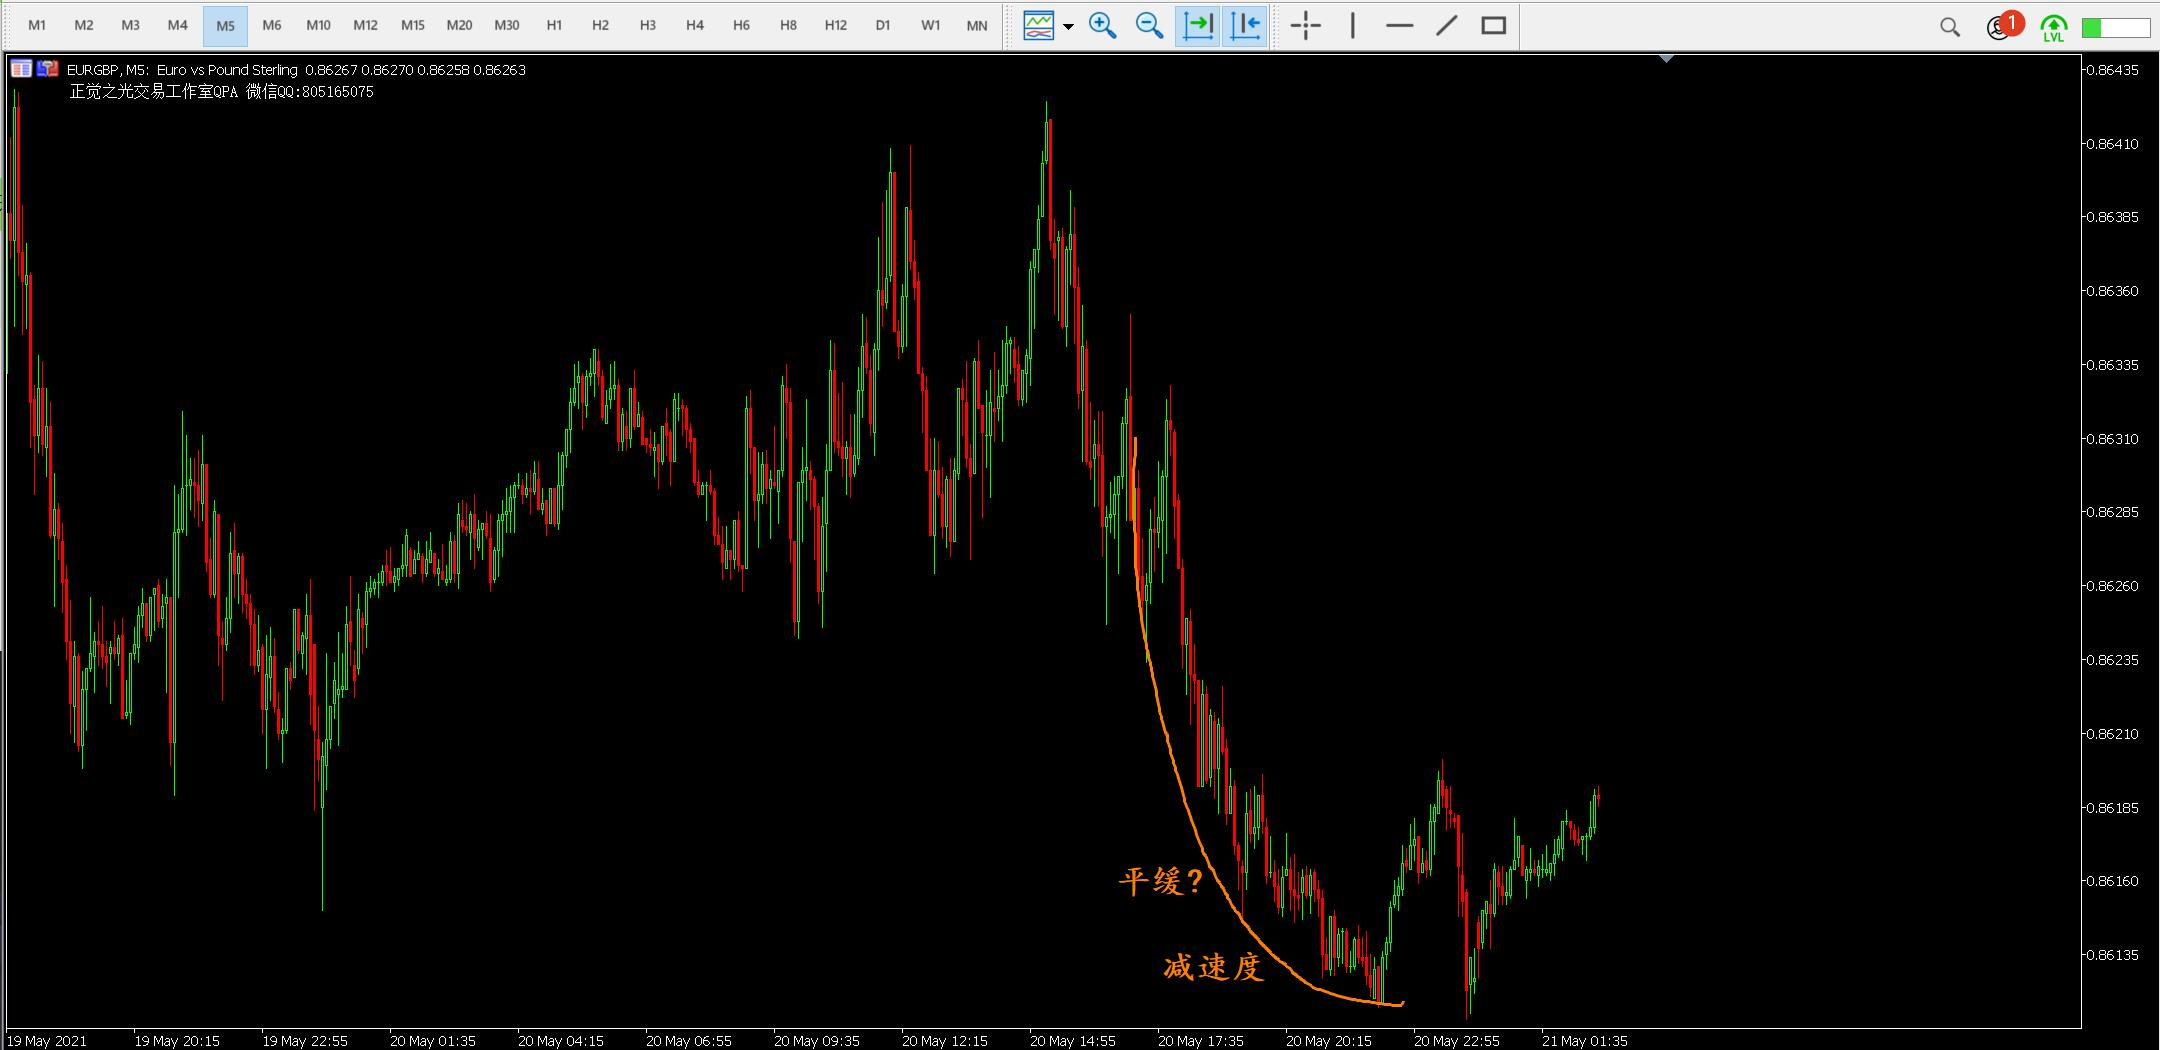 M1 M2 M3 M4 M5 M6 M10 M12 M15 M20 M30 H1 H2 H3 H4 H6 H8 H12 D1 W1 MN 1 LVL
EURGBP, M5: Euro vs Pound Sterling 0.86267 0.86270 0.86258 0.86263
正觉之光交易工作室QPA 微信QQ:805165075
0.86435
0.86410
0.86385
0.86360
0.86335
0.86310
0.86285
0.86260
0.86235
0.86210
0.86185
0.86160
0.86135
平缓?
减速度
19 May 2021 19 May 20:15 19 May 22:55 20 May 01:35 20 May 04:15 20 May 06:55 20 May 09:35 20 May 12:15 20 May 14:55 20 May 17:35 20 May 20:15 20 May 22:55 21 May 01:35